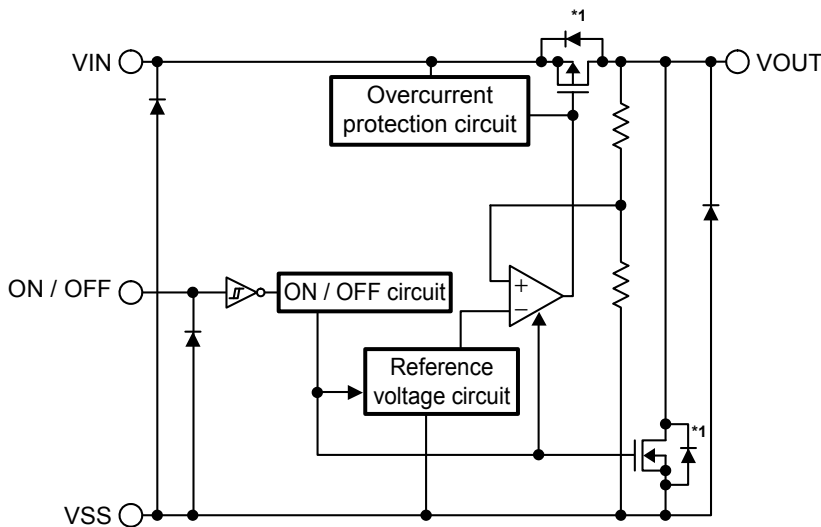 *1
VIN
VOUT
Overcurrent
protection circuit
ON / OFF
ON / OFF circuit
+
−
Reference
voltage circuit
*1
VSS